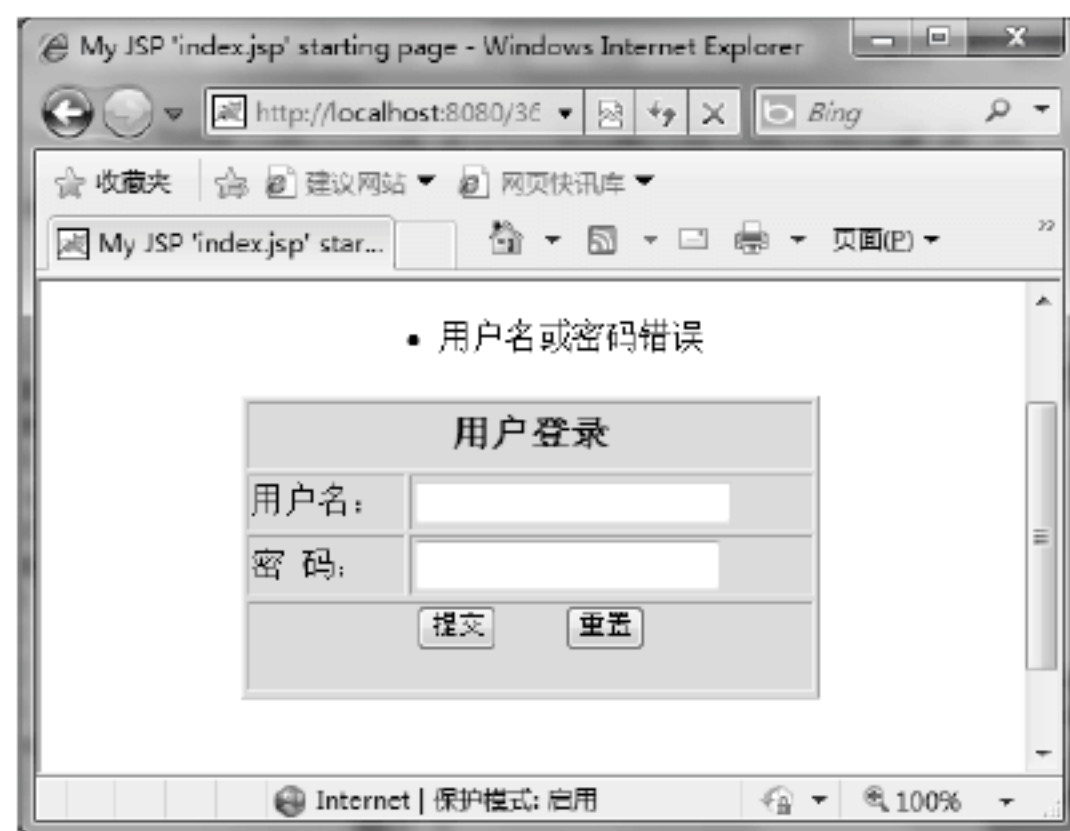 My JSP 'index.jsp' starting page - Windows Internet Explorer
http://localhost:8080/36 Bing
收藏夹 建议网站 网页快讯库
My JSP 'index.jsp' star... 页面(P) »
• 用户名或密码错误
用户登录
用户名：
密 码：
提交 重置
Internet | 保护模式: 启用 100%